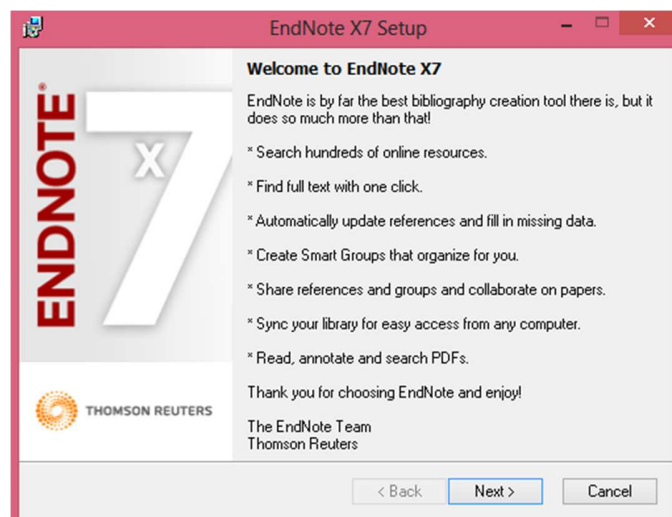 EndNote X7 Setup
ENDNOTE®
X7
THOMSON REUTERS
Welcome to EndNote X7
EndNote is by far the best bibliography creation tool there is, but it
does so much more than that!
* Search hundreds of online resources.
* Find full text with one click.
* Automatically update references and fill in missing data.
* Create Smart Groups that organize for you.
* Share references and groups and collaborate on papers.
* Sync your library for easy access from any computer.
* Read, annotate and search PDFs.
Thank you for choosing EndNote and enjoy!
The EndNote Team
Thomson Reuters
< Back Next > Cancel